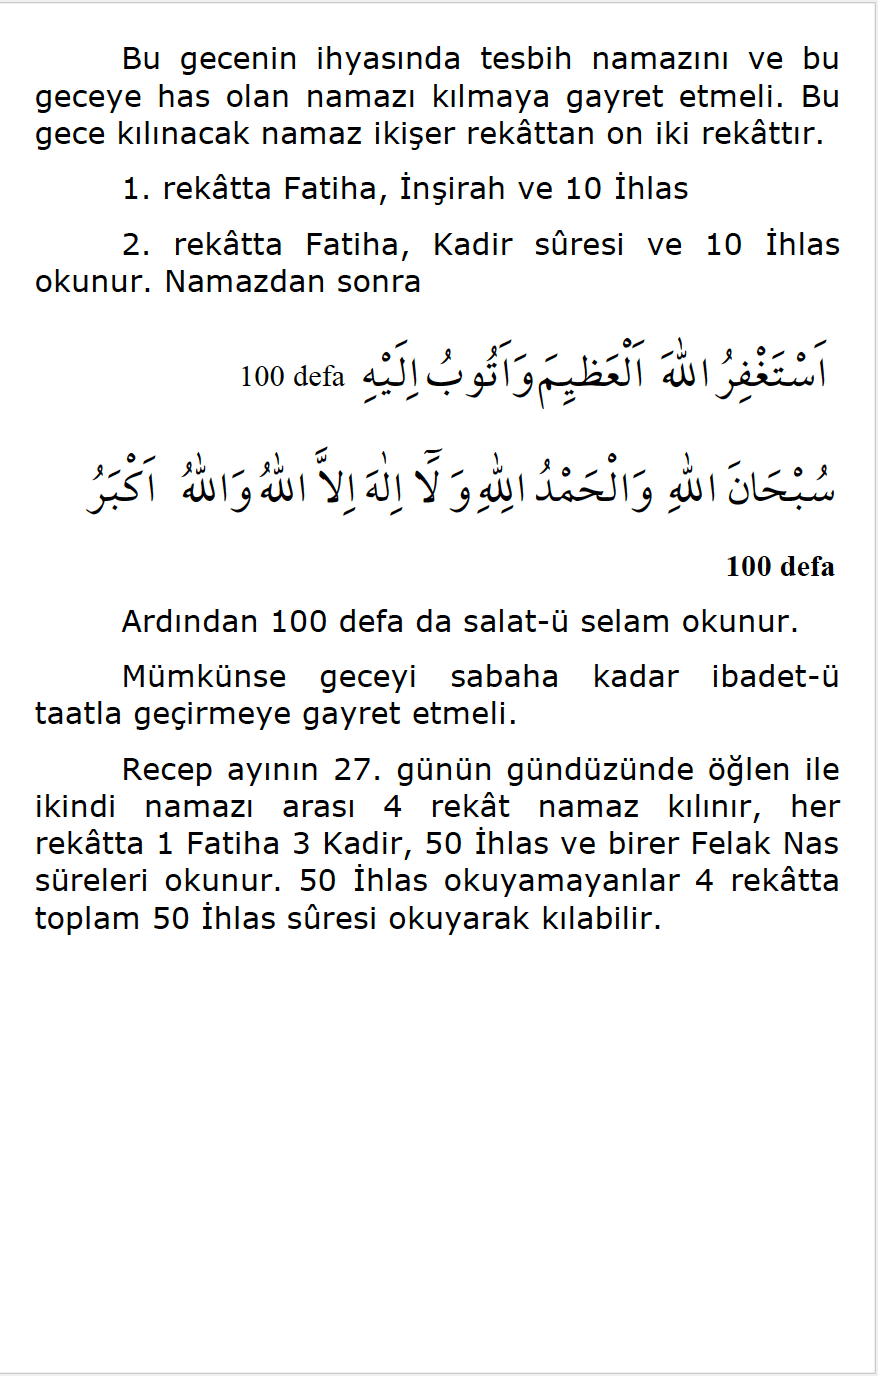 Bu gecenin ihyasında tesbih namazını ve bu
geceye has olan namazı kılmaya gayret etmeli. Bu
gece kılınacak namaz ikişer rekâttan on iki rekâttır.
1. rekâtta Fatiha, İnşirah ve 10 İhlas
2. rekâtta Fatiha, Kadir sûresi ve 10 İhlas
okunur. Namazdan sonra
اَسْتَغْفِرُ اللّٰهَ اَلْعَظيِمَ وَاَتُوبُ اِلَيْهِ 100 defa
سُبْحَانَ اللّٰهِ وَالْحَمْدُ اللِّٰهِ وَ لَٓا اِلٰهَ اِلاَّ اللّٰهُ وَاللّٰهُ اَكْبَرُ
100 defa
Ardından 100 defa da salat-ü selam okunur.
Mümkünse geceyi sabaha kadar ibadet-ü
taatla geçirmeye gayret etmeli.
Recep ayının 27. günün gündüzünde öğlen ile
ikindi namazı arası 4 rekât namaz kılınır, her
rekâtta 1 Fatiha 3 Kadir, 50 İhlas ve birer Felak Nas
süreleri okunur. 50 İhlas okuyamayanlar 4 rekâtta
toplam 50 İhlas sûresi okuyarak kılabilir.